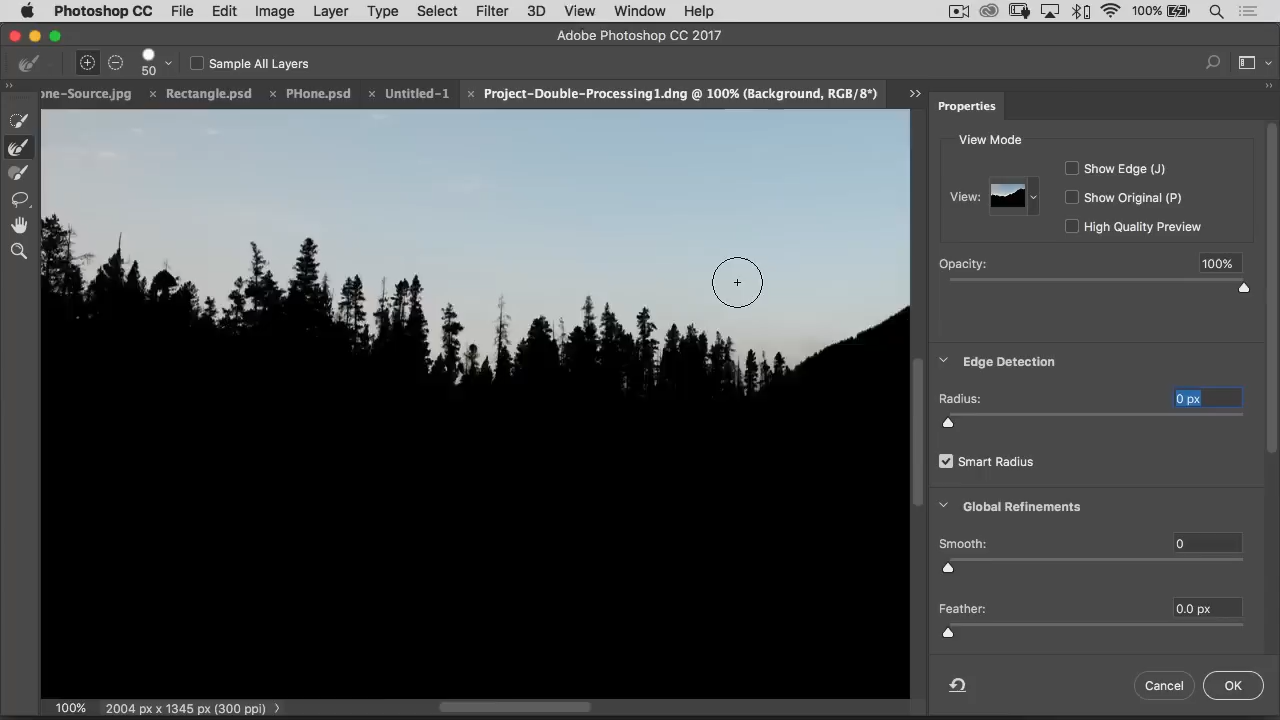 Photoshop CC File Edit Image Layer Type Select Filter 3D View Window Help 100%
Adobe Photoshop CC 2017
50 Sample All Layers
one-Source.jpg × Rectangle.psd × PHone.psd × Untitled-1 × Project-Double-Processing1.dng @ 100% (Background, RGB/8*) >>
Properties
View Mode
Show Edge (J)
View:
Show Original (P)
High Quality Preview
Opacity: 100%
Edge Detection
Radius: 0 px
Smart Radius
Global Refinements
Smooth: 0
Feather: 0.0 px
Cancel OK
100% 2004 px x 1345 px (300 ppi) >